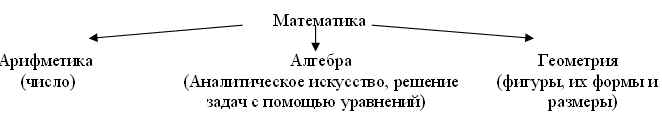 Математика
Арифметика
(число)
Алгебра
(Аналитическое искусство, решение
задач с помощью уравнений)
Геометрия
(фигуры, их формы и
размеры)